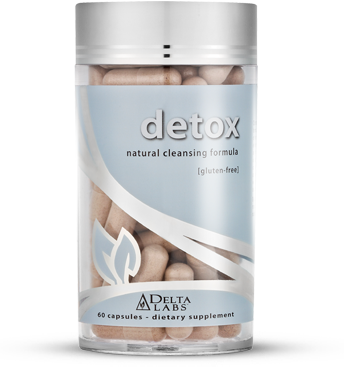 detox
natural cleansing formula
[gluten-free]
DELTA
LABS
60 capsules - dietary supplement